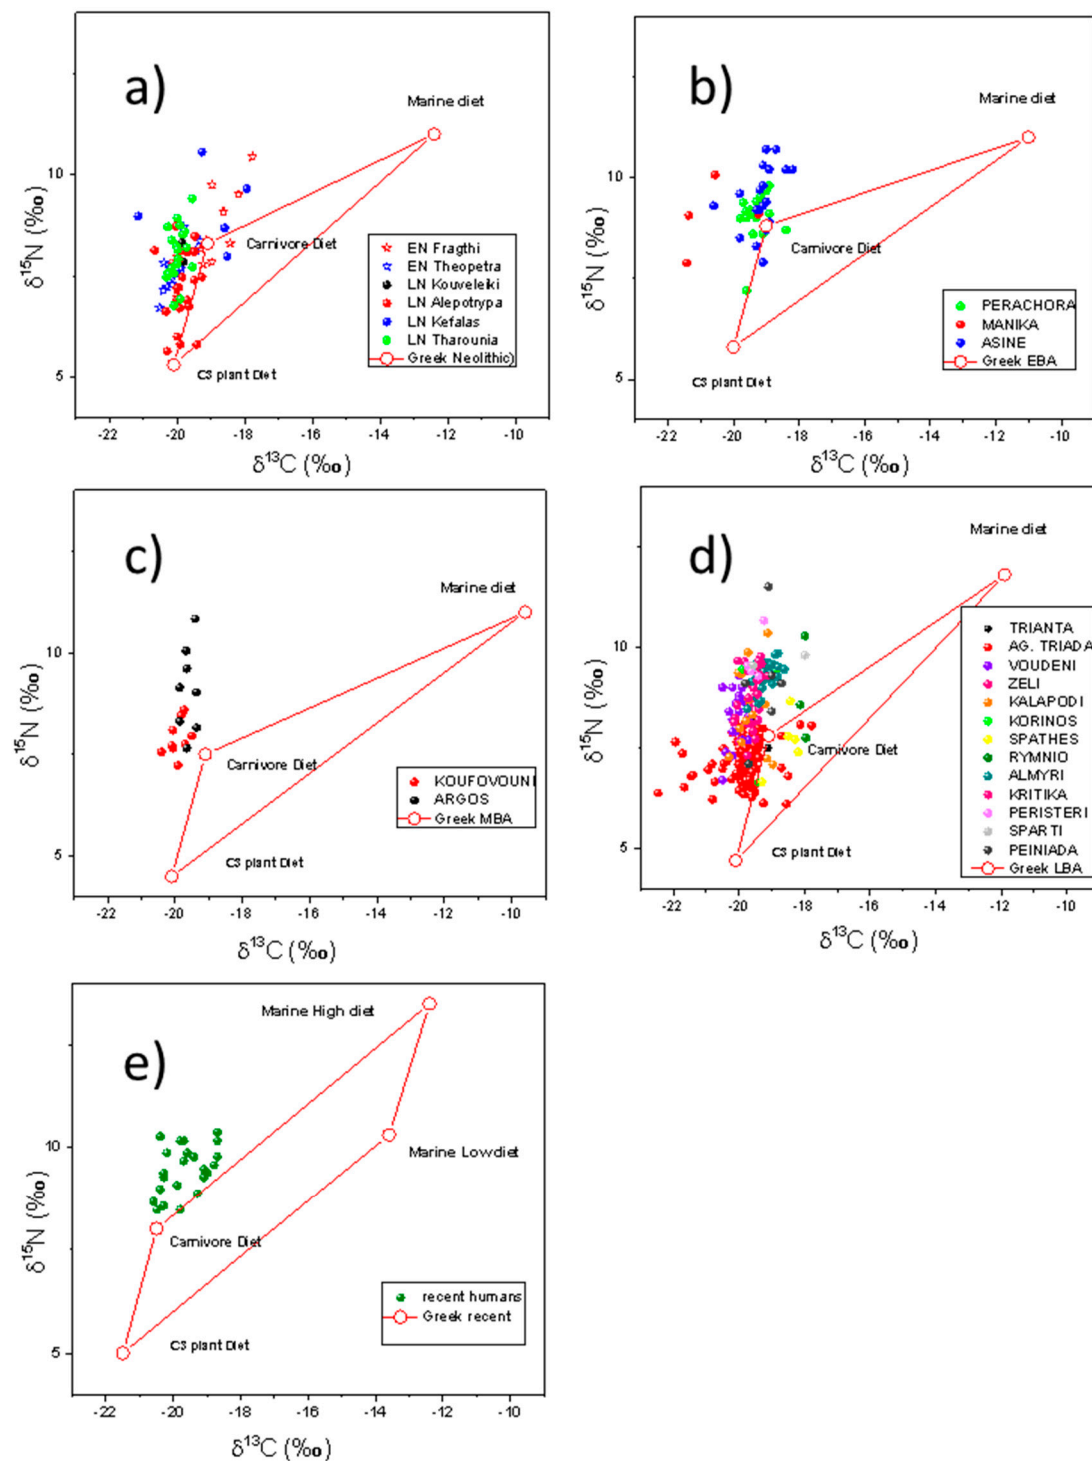 a)
Marine diet
10
Carnivore Diet
5
C3 plant Diet
EN Fragthi
EN Theopetra
LN Kouveleiki
LN Alepotrypa
LN Kefalas
LN Tharounia
Greek Neolithic)
-22 -20 -18 -16 -14 -12 -10
δ15N (‰)
δ13C (‰)
b)
Marine diet
10
Carnivore Diet
5
C3 plant Diet
PERACHORA
MANIKA
ASINE
Greek EBA
-22 -20 -18 -16 -14 -12 -10
δ15N (‰)
δ13C (‰)
c)
Marine diet
10
Carnivore Diet
5
C3 plant Diet
KOUFOVOUNI
ARGOS
Greek MBA
-22 -20 -18 -16 -14 -12 -10
δ15N (‰)
δ13C (‰)
d)
Marine diet
10
Carnivore Diet
5
C3 plant Diet
TRIANTA
AG. TRIADA
VOUDENI
ZELI
KALAPODI
KORINOS
SPATHES
RYMNIO
ALMYRI
KRITIKA
PERISTERI
SPARTI
PEINIADA
Greek LBA
-22 -20 -18 -16 -14 -12 -10
δ15N (‰)
δ13C (‰)
e)
Marine High diet
10
Marine Lowdiet
Carnivore Diet
5
C3 plant Diet
recent humans
Greek recent
-22 -20 -18 -16 -14 -12 -10
δ15N (‰)
δ13C (‰)